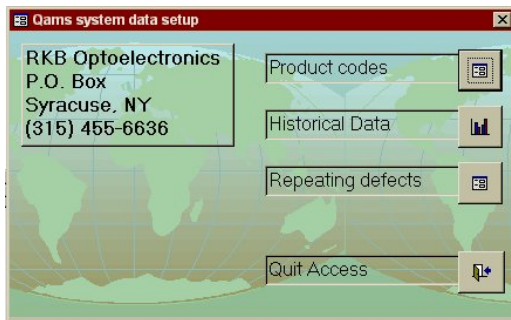 Qams system data setup
RKB Optoelectronics
P.O. Box
Syracuse, NY
(315) 455-6636
Product codes
Historical Data
Repeating defects
Quit Access